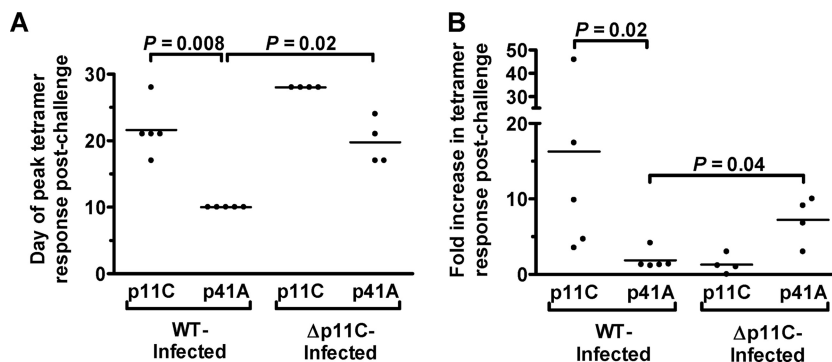 A
Day of peak tetramer
response post-challenge
30
20
10
0
P = 0.008
P = 0.02
p11C p41A p11C p41A
WT-
Infected
Δp11C-
Infected
B
Fold increase in tetramer
response post-challenge
50
40
30
20
10
0
P = 0.02
P = 0.04
p11C p41A p11C p41A
WT-
Infected
Δp11C-
Infected